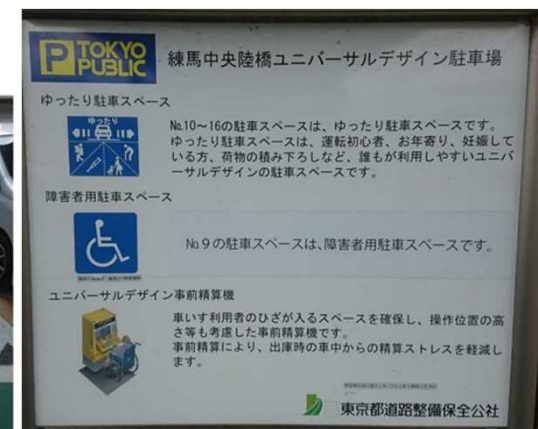 P TOKYO
PUBLIC
練馬中央陸橋ユニバーサルデザイン駐車場
ゆったり駐車スペース
ゆったり
№10～16の駐車スペースは、ゆったり駐車スペースです。
ゆったり駐車スペースは、運転初心者、お年寄り、妊娠して
いる方、荷物の積み下ろしなど、誰もが利用しやすいユニバ
ーサルデザインの駐車スペースです。
障害者用駐車スペース
№9の駐車スペースは、障害者用駐車スペースです。
ユニバーサルデザイン事前精算機
車いす利用者のひざが入るスペースを確保し、操作位置の高
さ等も考慮した事前精算機です。
事前精算により、出庫時の車中からの精算ストレスを軽減し
ます。
東京都道路整備保全公社